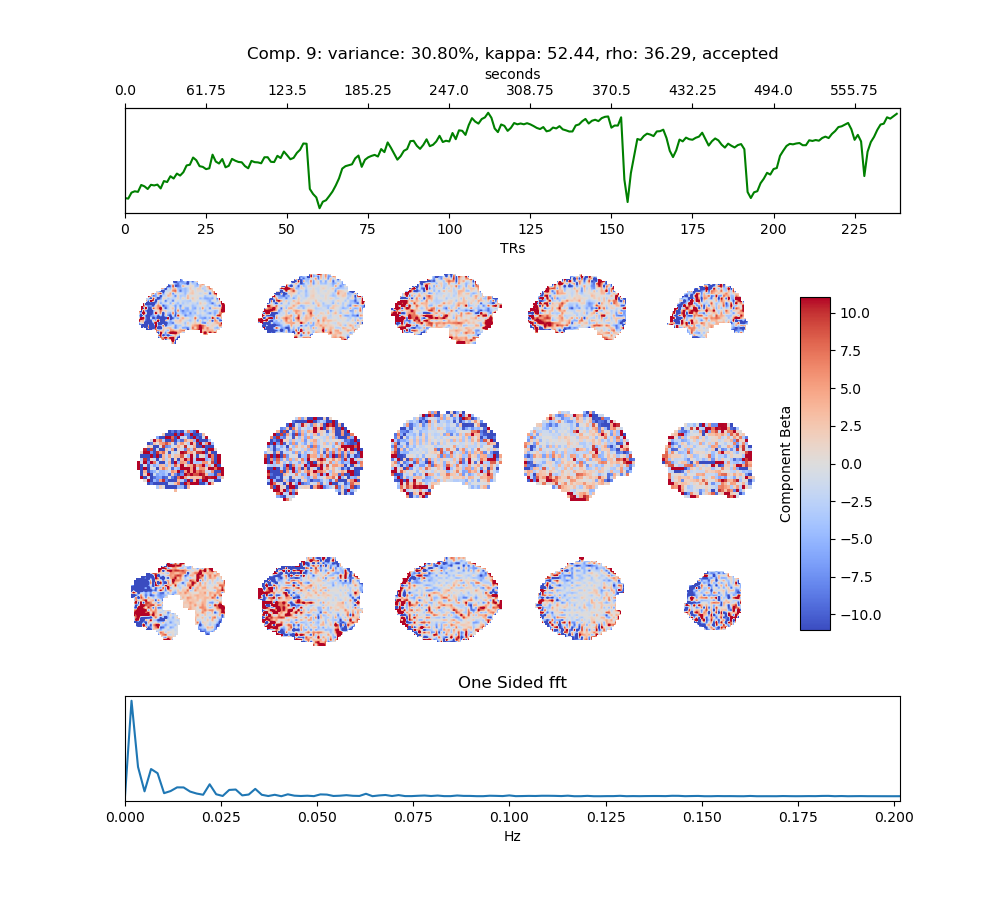 Comp. 9: variance: 30.80%, kappa: 52.44, rho: 36.29, accepted
seconds
0.0 61.75 123.5 185.25 247.0 308.75 370.5 432.25 494.0 555.75
0 25 50 75 100 125 150 175 200 225
TRs
Component Beta
10.0
7.5
5.0
2.5
0.0
−2.5
−5.0
−7.5
−10.0
One Sided fft
0.000 0.025 0.050 0.075 0.100 0.125 0.150 0.175 0.200
Hz